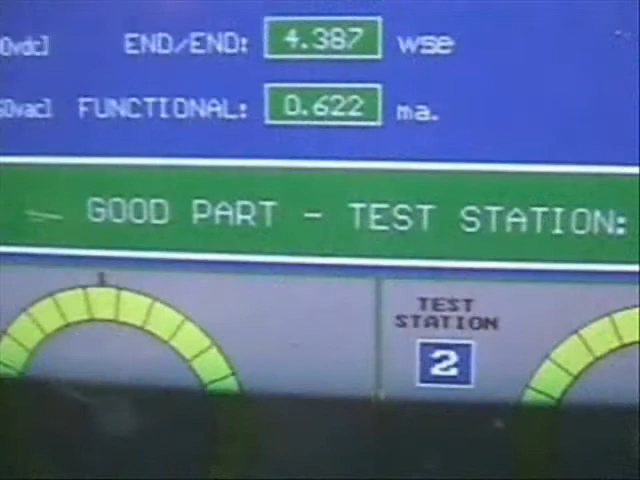 0vdc] END/END: 4.387 wse
60vac] FUNCTIONAL: 0.622 ma.
GOOD PART - TEST STATION:
TEST
STATION
2